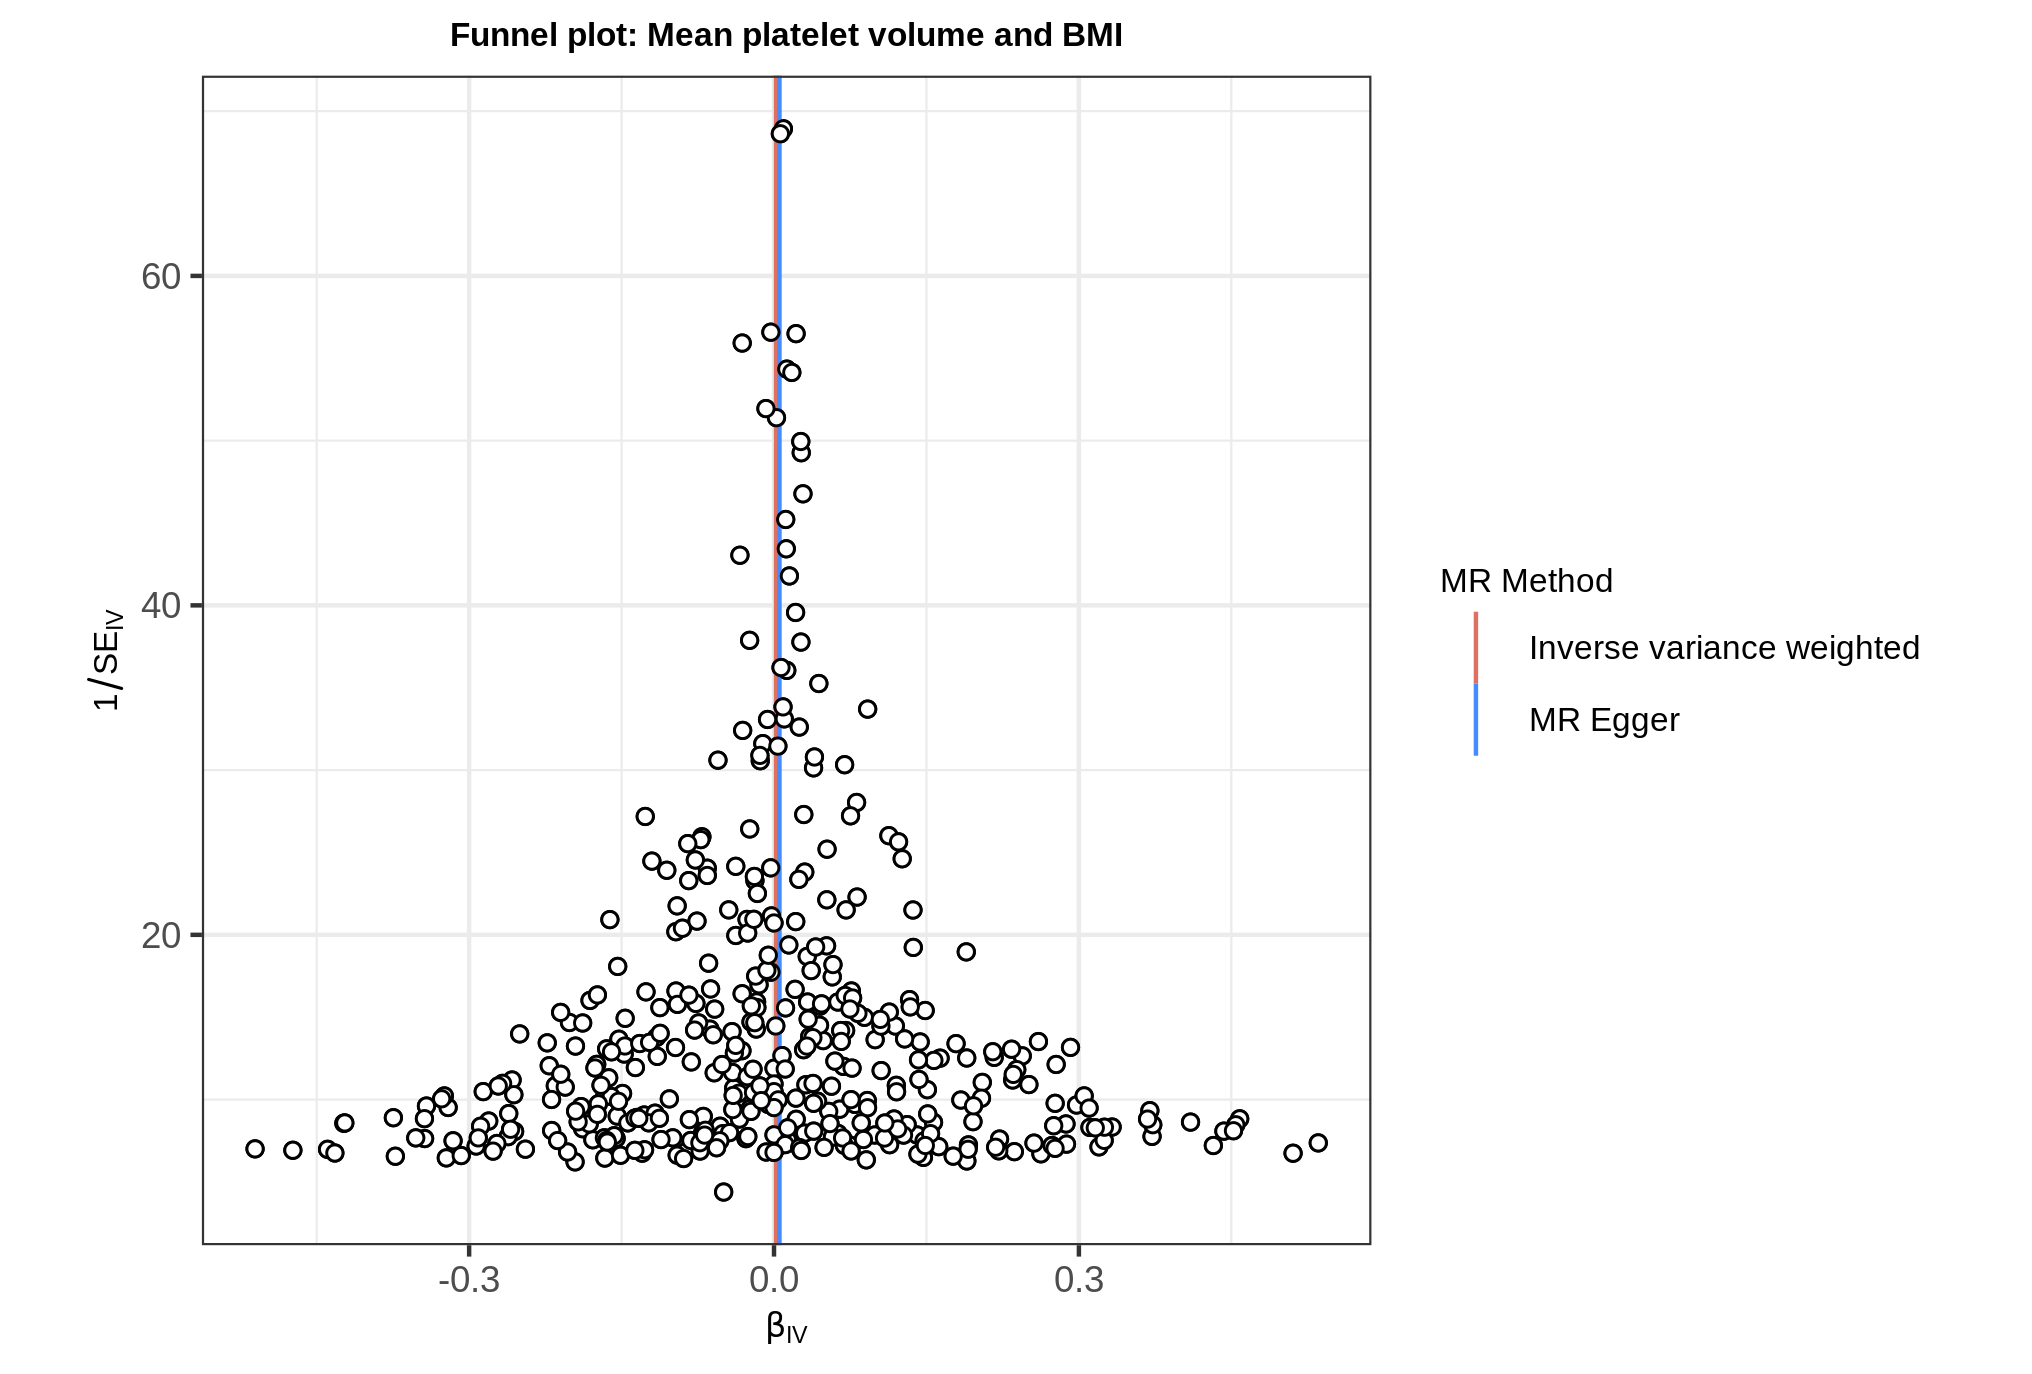 Funnel plot: Mean platelet volume and BMI
60
40
20
1/SE_IV
-0.3
0.0
0.3
β_IV
MR Method
Inverse variance weighted
MR Egger